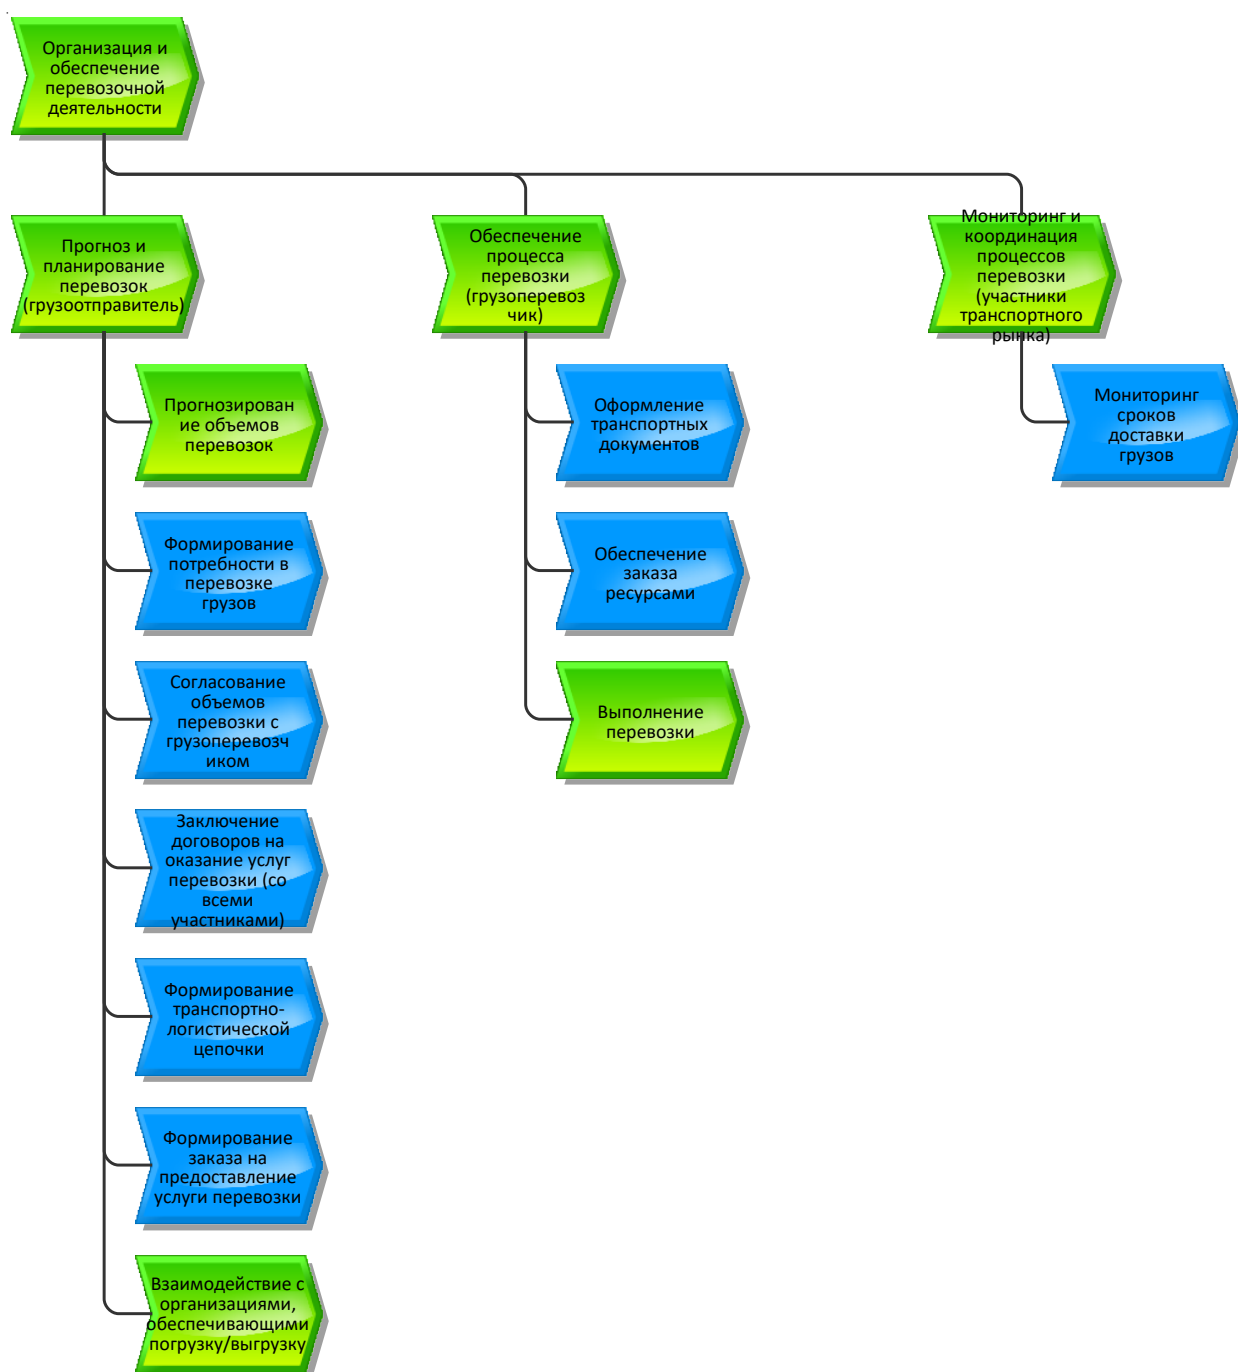 Организация и
обеспечение
перевозочной
деятельности
Прогноз и
планирование
перевозок
(грузоотправитель)
Обеспечение
процесса
перевозки
(грузоперевоз
чик)
Мониторинг и
координация
процессов
перевозки
(участники
транспортного
рынка)
Прогнозирован
ие объемов
перевозок
Формирование
потребности в
перевозке
грузов
Согласование
объемов
перевозки с
грузоперевозч
иком
Заключение
договоров на
оказание услуг
перевозки (со
всеми
участниками)
Формирование
транспортно-
логистической
цепочки
Формирование
заказа на
предоставление
услуги перевозки
Взаимодействие с
организациями,
обеспечивающими
погрузку/выгрузку
Оформление
транспортных
документов
Обеспечение
заказа
ресурсами
Выполнение
перевозки
Мониторинг
сроков
доставки
грузов